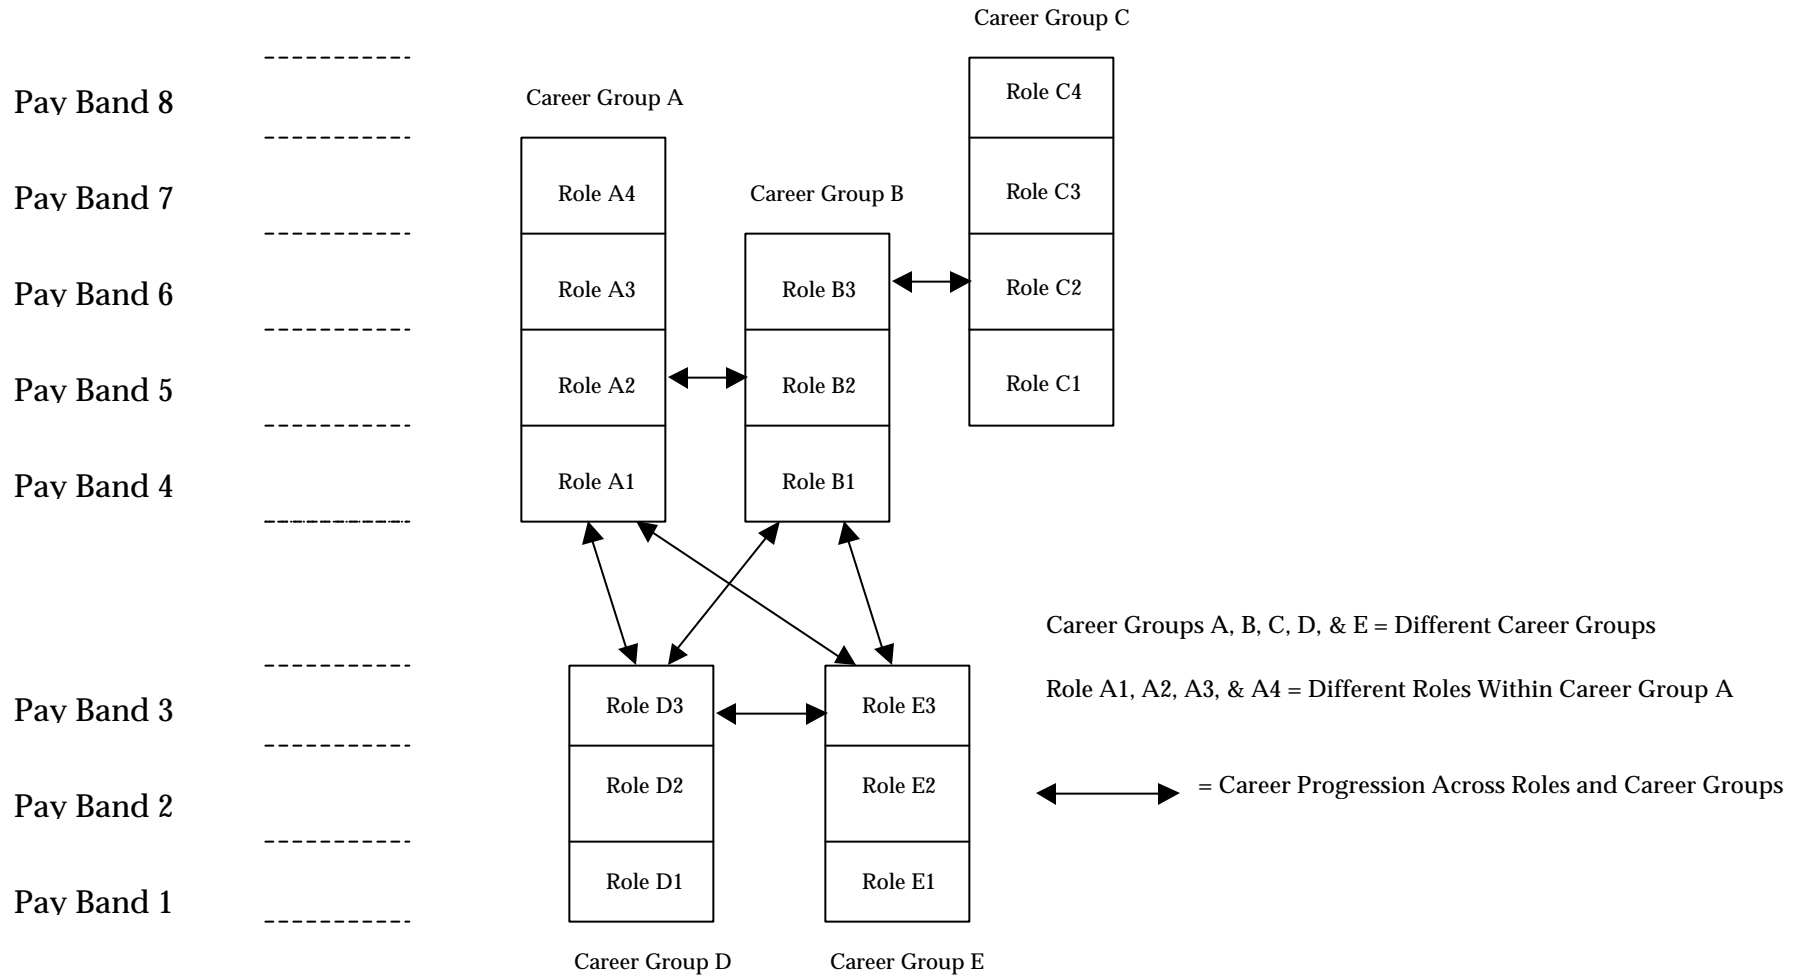 Career Group C
Pay Band 8
Career Group A
Role C4
Pay Band 7
Role A4
Career Group B
Role C3
Pay Band 6
Role A3
Role B3
Role C2
Pay Band 5
Role A2
Role B2
Role C1
Pay Band 4
Role A1
Role B1
Career Groups A, B, C, D, & E = Different Career Groups
Role A1, A2, A3, & A4 = Different Roles Within Career Group A
Pay Band 3
Role D3
Role E3
Pay Band 2
Role D2
Role E2
= Career Progression Across Roles and Career Groups
Pay Band 1
Role D1
Role E1
Career Group D
Career Group E